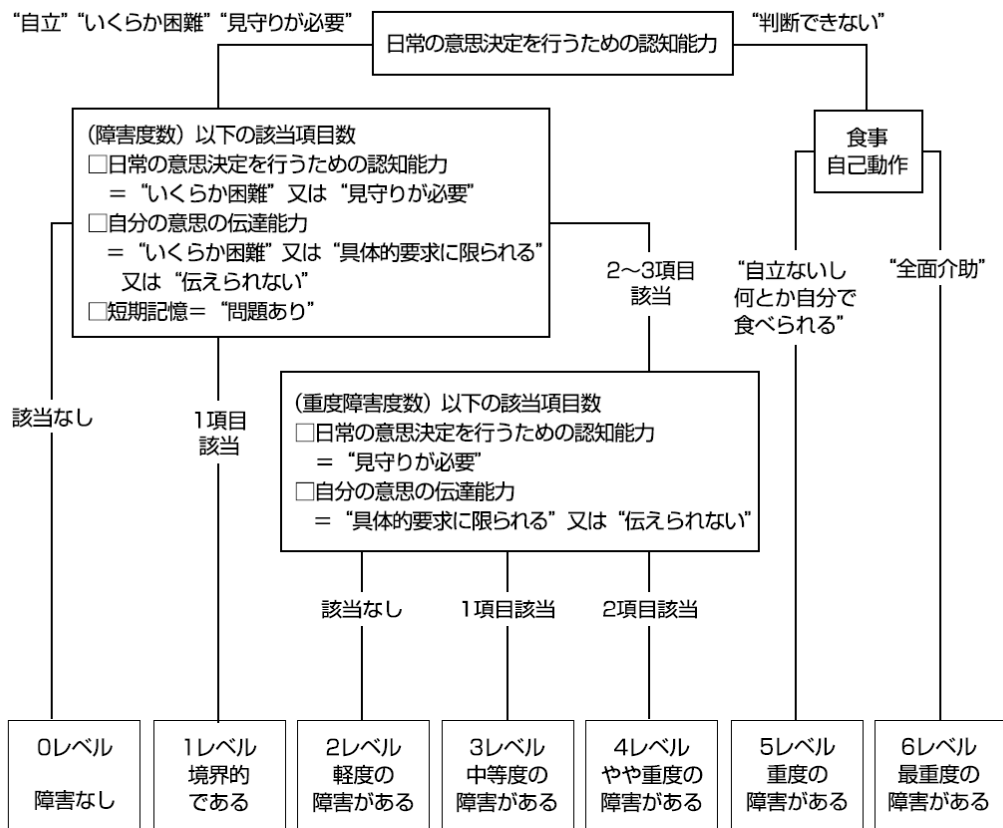 “自立” “いくらか困難” “見守りが必要”
日常の意思決定を行うための認知能力
“判断できない”
（障害度数）以下の該当項目数
□日常の意思決定を行うための認知能力
＝“いくらか困難”又は“見守りが必要”
□自分の意思の伝達能力
＝“いくらか困難”又は“具体的要求に限られる”
又は“伝えられない”
□短期記憶＝“問題あり”
食事
自己動作
2〜3項目
該当
“自立ないし
何とか自分で
食べられる”
“全面介助”
該当なし
1項目
該当
（重度障害度数）以下の該当項目数
□日常の意思決定を行うための認知能力
＝“見守りが必要”
□自分の意思の伝達能力
＝“具体的要求に限られる”又は“伝えられない”
該当なし
1項目該当
2項目該当
0レベル
障害なし
1レベル
境界的
である
2レベル
軽度の
障害がある
3レベル
中等度の
障害がある
4レベル
やや重度の
障害がある
5レベル
重度の
障害がある
6レベル
最重度の
障害がある